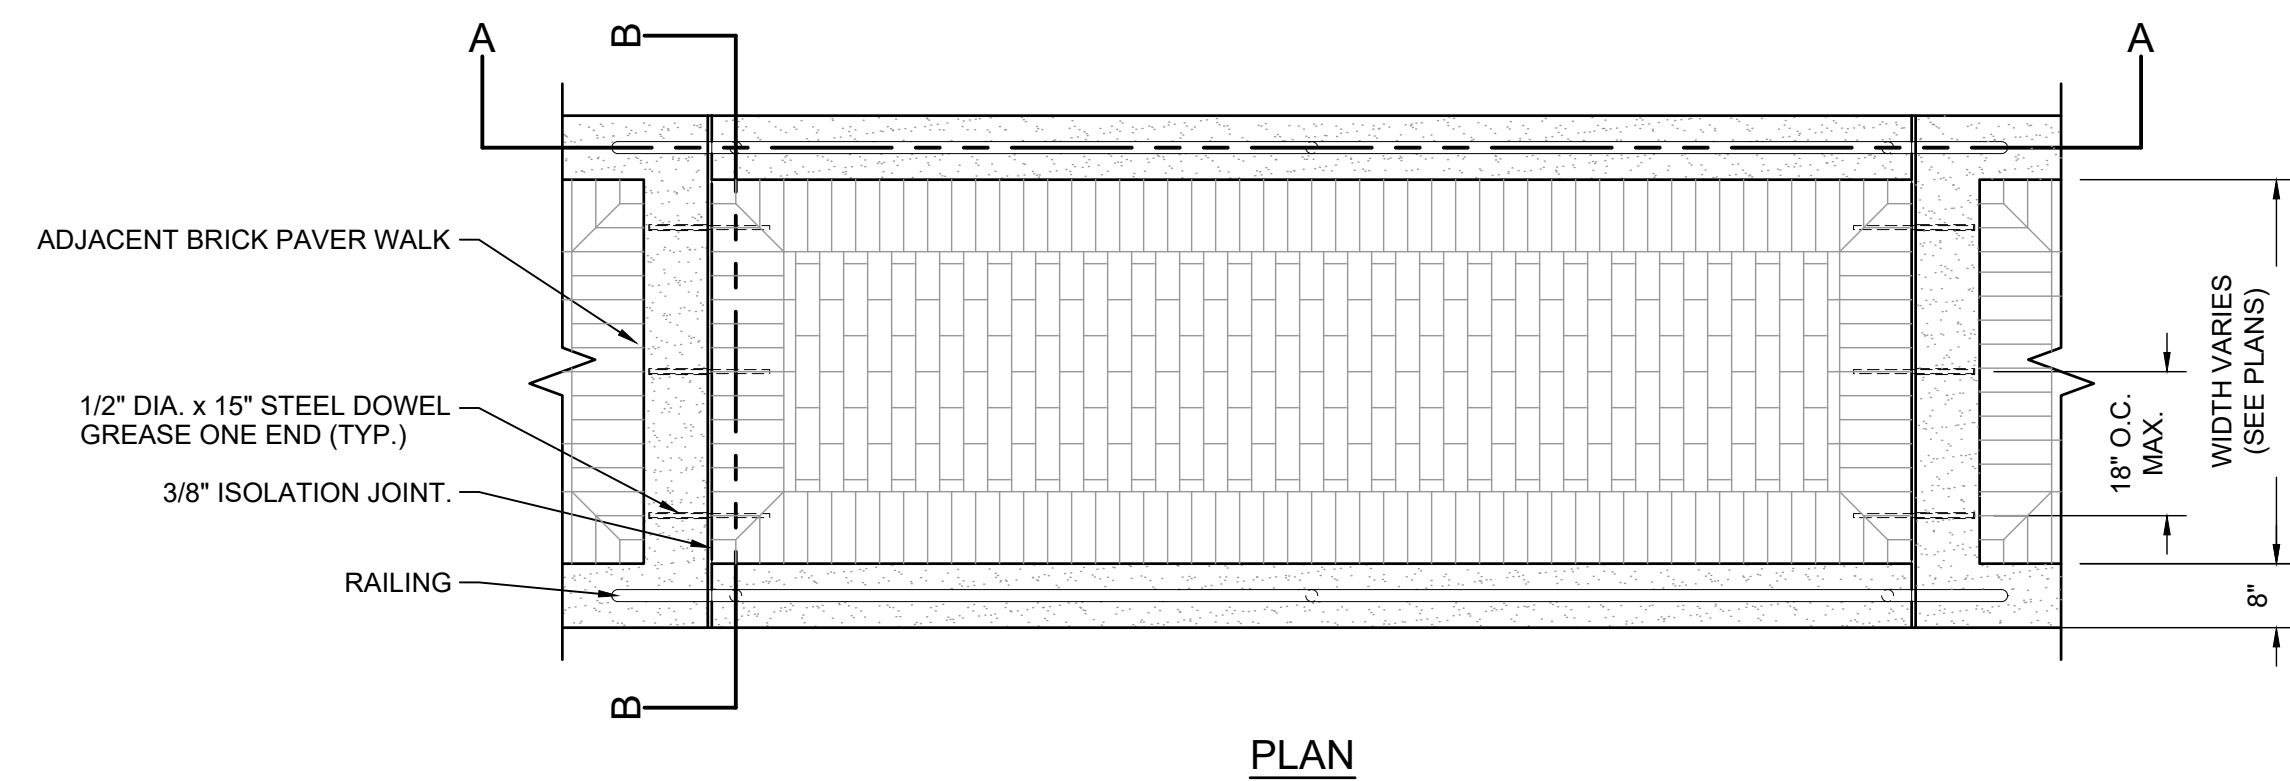 A
B
A
ADJACENT BRICK PAVER WALK
1/2" DIA. x 15" STEEL DOWEL
GREASE ONE END (TYP.)
3/8" ISOLATION JOINT.
RAILING
18" O.C.
MAX.
WIDTH VARIES
(SEE PLANS)
8"
B
PLAN